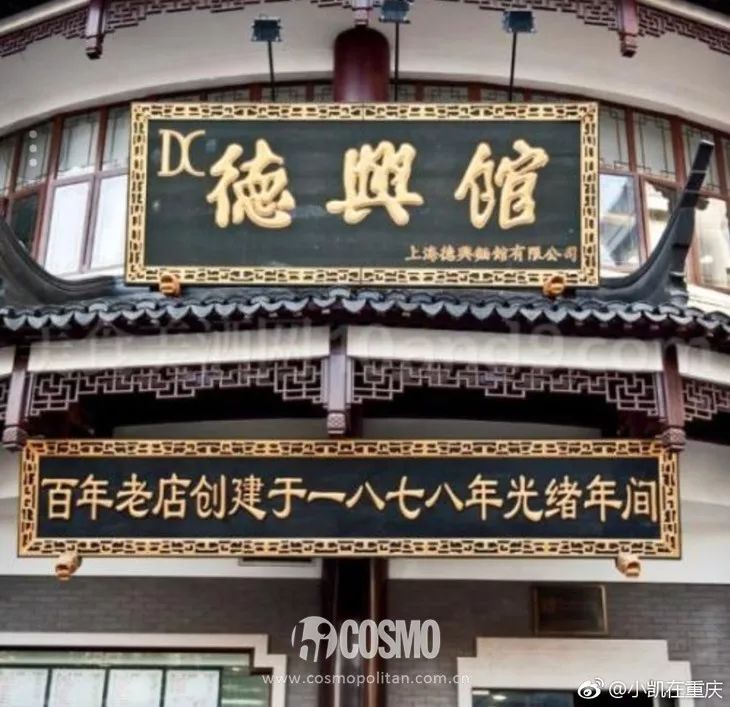 DC 德興馆
上海德興麵館有限公司
百年老店创建于一八七八年光绪年间
COSMO
www.cosmopolitan.com.cn
@小凯在重庆